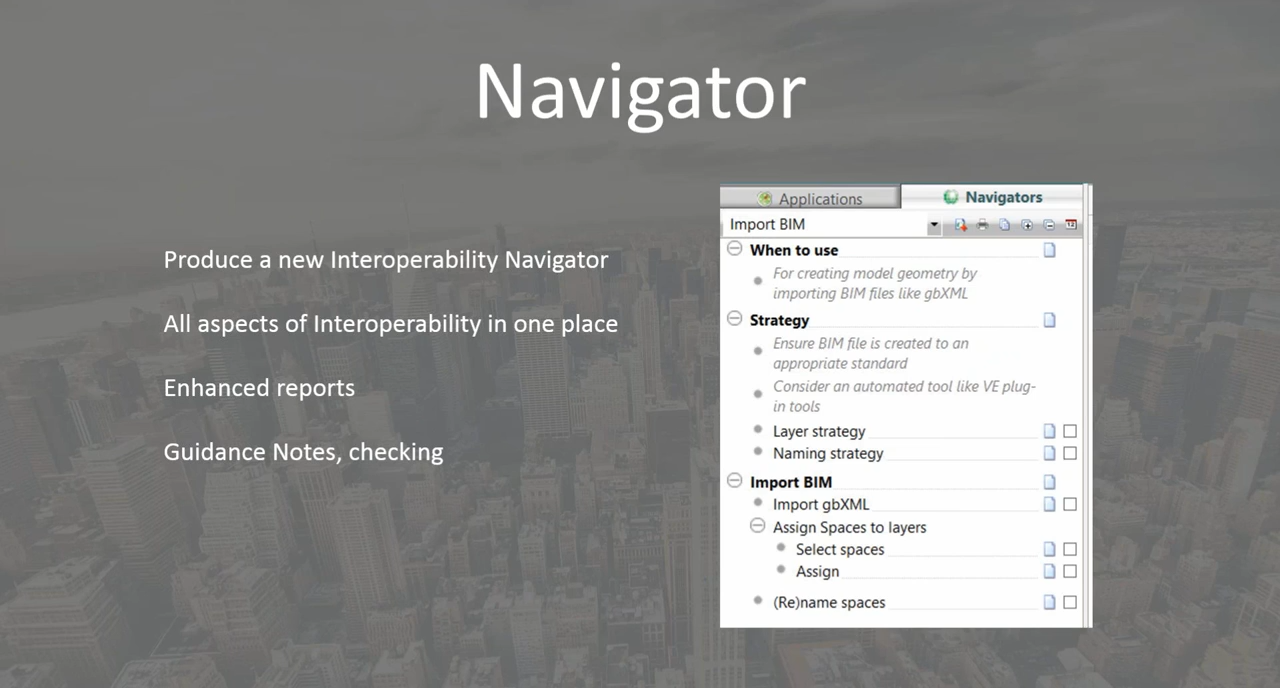 Navigator
Produce a new Interoperability Navigator
All aspects of Interoperability in one place
Enhanced reports
Guidance Notes, checking
Applications
Navigators
Import BIM
When to use
For creating model geometry by
importing BIM files like gbXML
Strategy
Ensure BIM file is created to an
appropriate standard
Consider an automated tool like VE plug-
in tools
Layer strategy
Naming strategy
Import BIM
Import gbXML
Assign Spaces to layers
Select spaces
Assign
(Re)name spaces